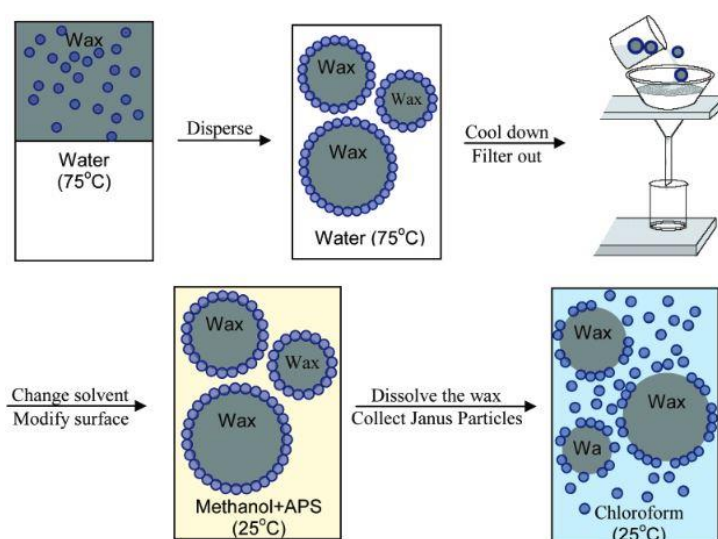 Wax
Water
(75°C)
Disperse
Wax
Wax
Wax
Water (75°C)
Cool down
Filter out
Change solvent
Modify surface
Wax
Wax
Wax
Methanol+APS
(25°C)
Dissolve the wax
Collect Janus Particles
Wax
Wax
Wa
Chloroform
(25°C)